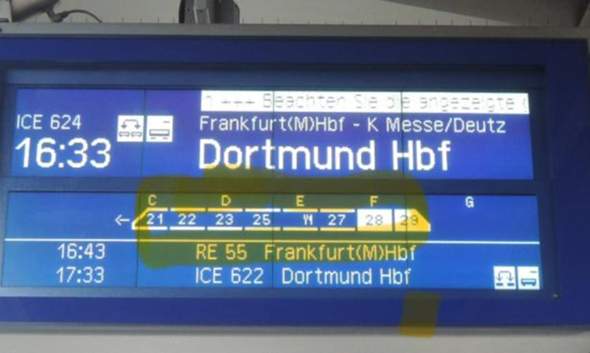 +++ Beachten Sie die angezeigte
ICE 624 Frankfurt(M)Hbf - K Messe/Deutz
16:33 Dortmund Hbf
C D E F G
21 22 23 25 27 28 29
16:43 RE 55 Frankfurt(M)Hbf
17:33 ICE 622 Dortmund Hbf